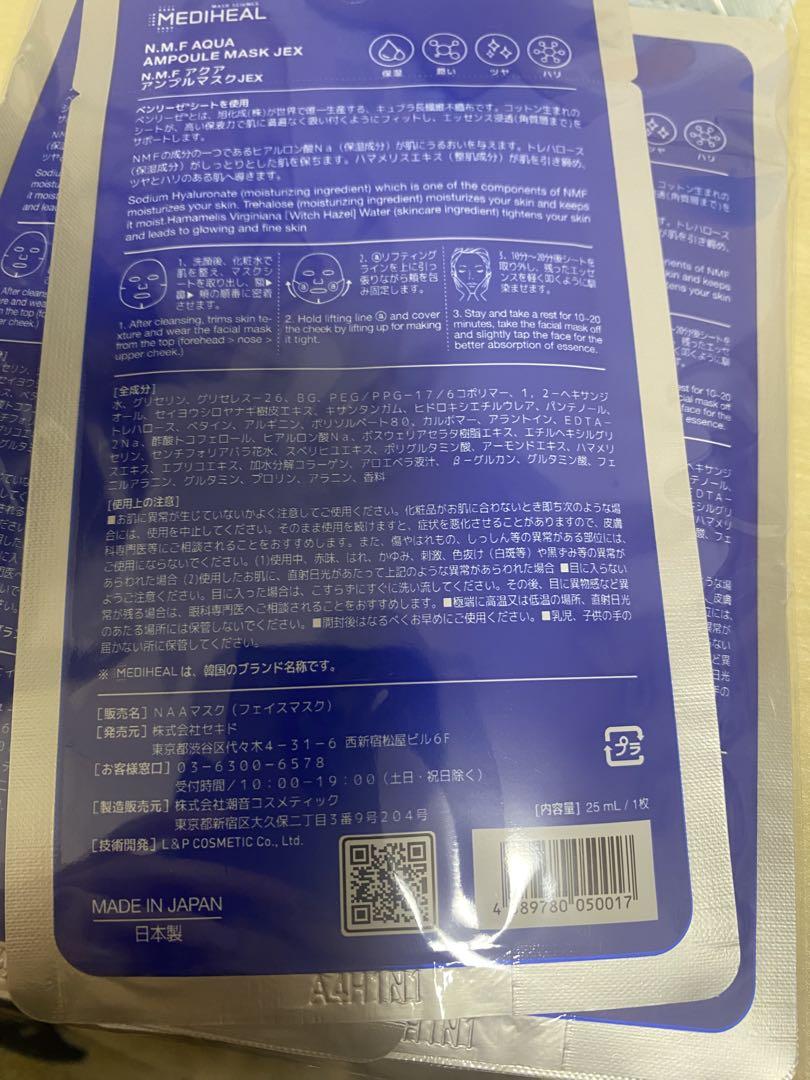 MASK SCIENCE
MEDIHEAL
N.M.F AQUA
AMPOULE MASK JEX
N.M.F アクア
アンプルマスクJEX
保湿 潤い ツヤ ハリ
ベンリーゼ®シートを使用
ベンリーゼ®とは、旭化成(株)が世界で唯一生産する、キュプラ長繊維不織布です。コットン生まれの
シートが、高い保液力で肌に満遍なく吸い付くようにフィットし、エッセンス浸透(角質層まで)を
サポートします。
NMFの成分の一つであるヒアルロン酸Na(保湿成分)が肌にうるおいを与えます。トレハロース
(保湿成分)がしっとりとした肌を保ちます。ハマメリスエキス(整肌成分)が肌を引き締め、
ツヤとハリのある肌へ導きます。
Sodium Hyaluronate (moisturizing ingredient) which is one of the components of NMF
moisturizes your skin. Trehalose (moisturizing ingredient) moisturizes your skin and keeps
it moist.Hamamelis Virginiana [Witch Hazel] Water (skincare ingredient) tightens your skin
and leads to glowing and fine skin
1. 洗顔後、化粧水で
肌を整え、マスクシ
ートを取り出し、額▶
鼻▶ 頬の順番に密着
させます。
1. After cleansing, trims skin te-
xture and wear the facial mask
from the top (forehead > nose >
upper cheek.)
2. ⓐリフティング
ラインを上に引っ
張りながら頬を包
み固定します。
2. Hold lifting line ⓐ and cover
the cheek by lifting up for making
it tight.
3. 10分~20分後シートを
取り外し、残ったエッセ
ンスを軽く叩くように馴
染ませます。
3. Stay and take a rest for 10-20
minutes, take the facial mask off
and slightly tap the face for the
better absorption of essence.
[全成分]
水、グリセリン、グリセレス-26、BG、PEG/PPG-17/6コポリマー、1,2-ヘキサンジ
オール、セイヨウシロヤナギ樹皮エキス、キサンタンガム、ヒドロキシエチルウレア、パンテノール、
トレハロース、ベタイン、アルギニン、ポリソルベート80、カルボマー、アラントイン、EDTA-
2Na、酢酸トコフェロール、ヒアルロン酸Na、ボスウェリアセラタ樹脂エキス、エチルヘキシルグリ
セリン、センチフォリアバラ花水、スベリヒユエキス、ポリグルタミン酸、アーモンドエキス、ハマメリ
スエキス、エブリコエキス、加水分解コラーゲン、アロエベラ液汁、β-グルカン、グルタミン酸、フェ
ニルアラニン、グルタミン、プロリン、アラニン、香料
[使用上の注意]
■お肌に異常が生じていないかよく注意してご使用ください。化粧品がお肌に合わないとき即ち次のような場
合には、使用を中止してください。そのまま使用を続けますと、症状を悪化させることがありますので、皮膚
科専門医等にご相談されることをおすすめします。また、傷やはれもの、しっしん等の異常がある部位には、
ご使用にならないでください。(1)使用中、赤味、はれ、かゆみ、刺激、色抜け(白斑等)や黒ずみ等の異常が
あらわれた場合 (2)使用したお肌に、直射日光があたって上記のような異常があらわれた場合 ■目に入らない
ようご注意ください。目に入った場合は、こすらずにすぐに洗い流してください。その後、目に異物感など異
常が残る場合は、眼科専門医へご相談されることをおすすめします。■極端に高温又は低温の場所、直射日光
のあたる場所には保管しないでください。■開封後はなるべくお早めにご使用ください。■乳児、子供の手の
届かない所に保管してください。
※MEDIHEALは、韓国のブランド名称です。
[販売名] NAAマスク(フェイスマスク)
[発売元] 株式会社セキド
東京都渋谷区代々木4-31-6 西新宿松屋ビル6F
[お客様窓口] 03-6300-6578
受付時間/10:00-19:00(土日・祝日除く)
[製造販売元] 株式会社潮音コスメティック
東京都新宿区大久保二丁目3番9号204号
[技術開発] L&P COSMETIC Co., Ltd.
プラ
[内容量] 25 mL / 1枚
MADE IN JAPAN
日本製
4 589780 050017
A4H1N1